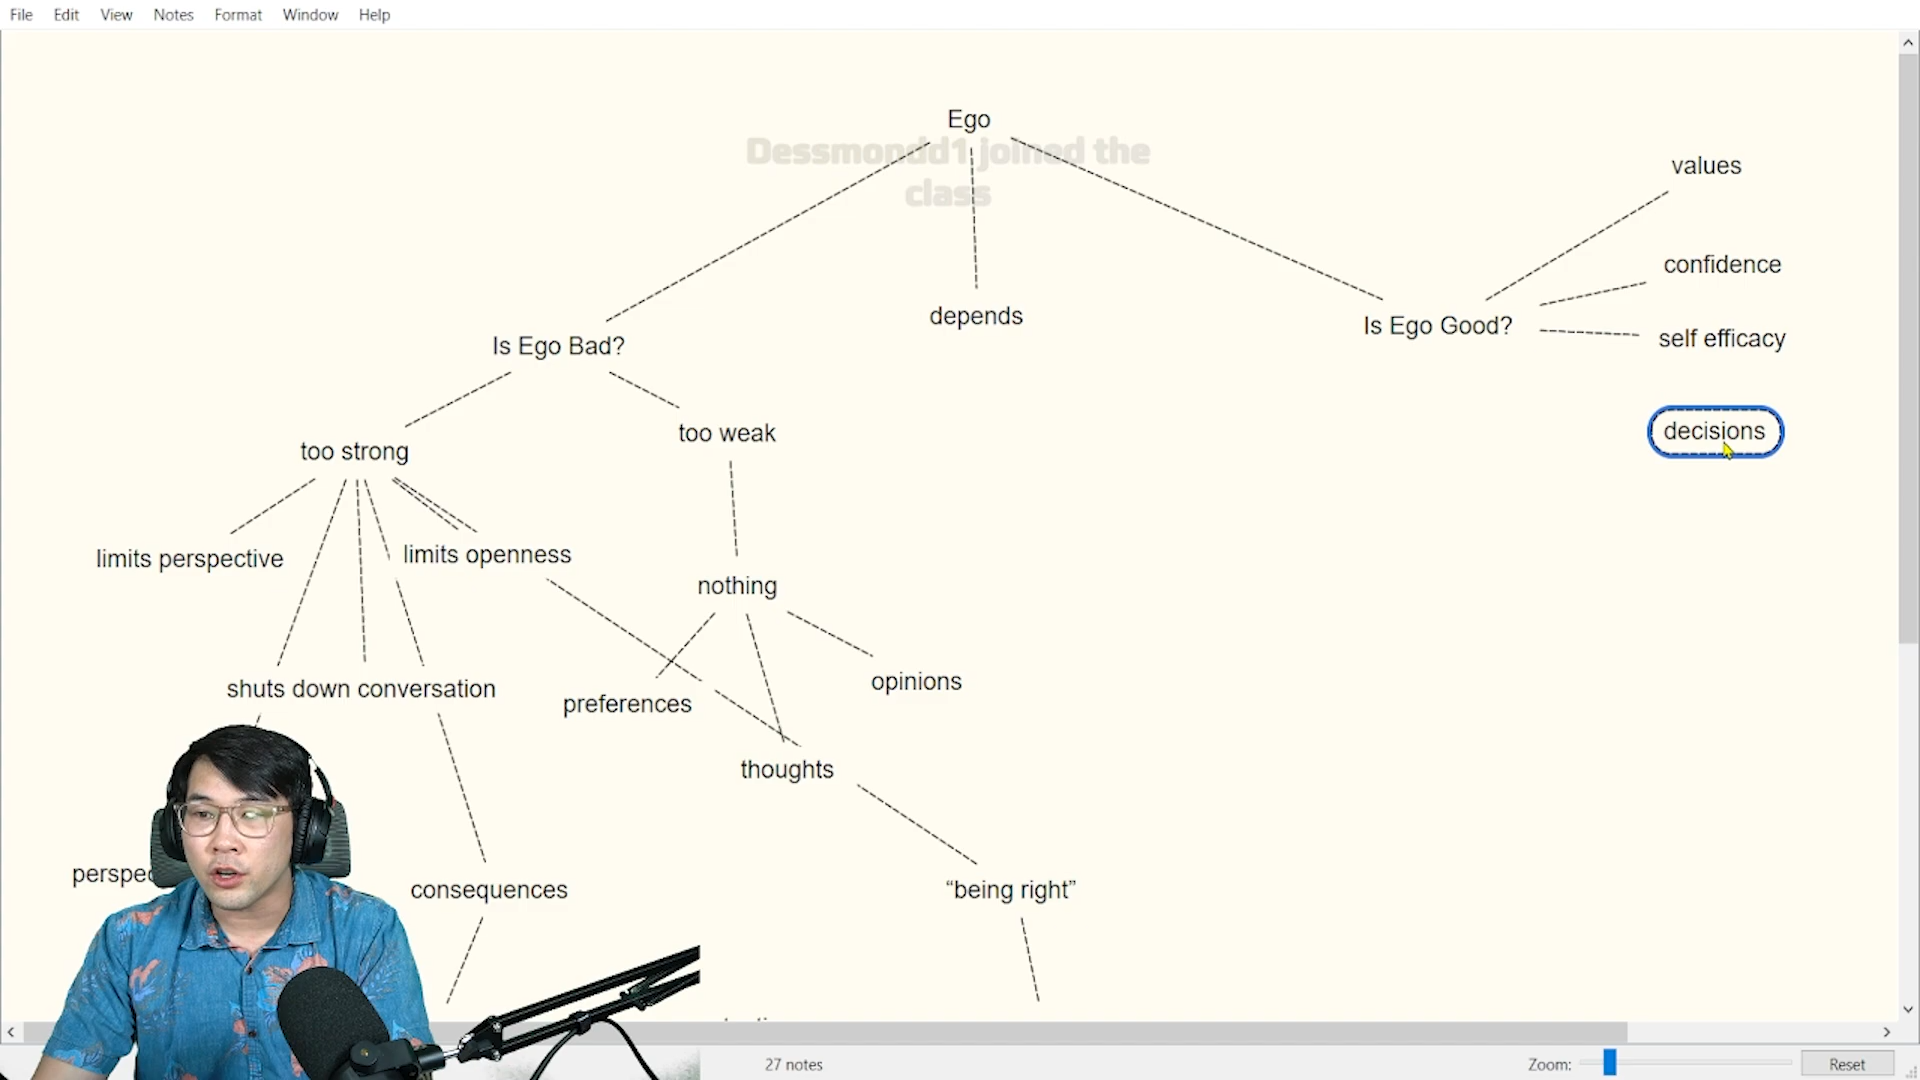 File Edit View Notes Format Window Help
Ego
Dessmondd1 joined the
class
values
confidence
depends
Is Ego Good?
self efficacy
Is Ego Bad?
decisions
too weak
too strong
limits perspective
limits openness
nothing
opinions
shuts down conversation
preferences
thoughts
perspec
consequences
“being right”
27 notes
Zoom:
Reset